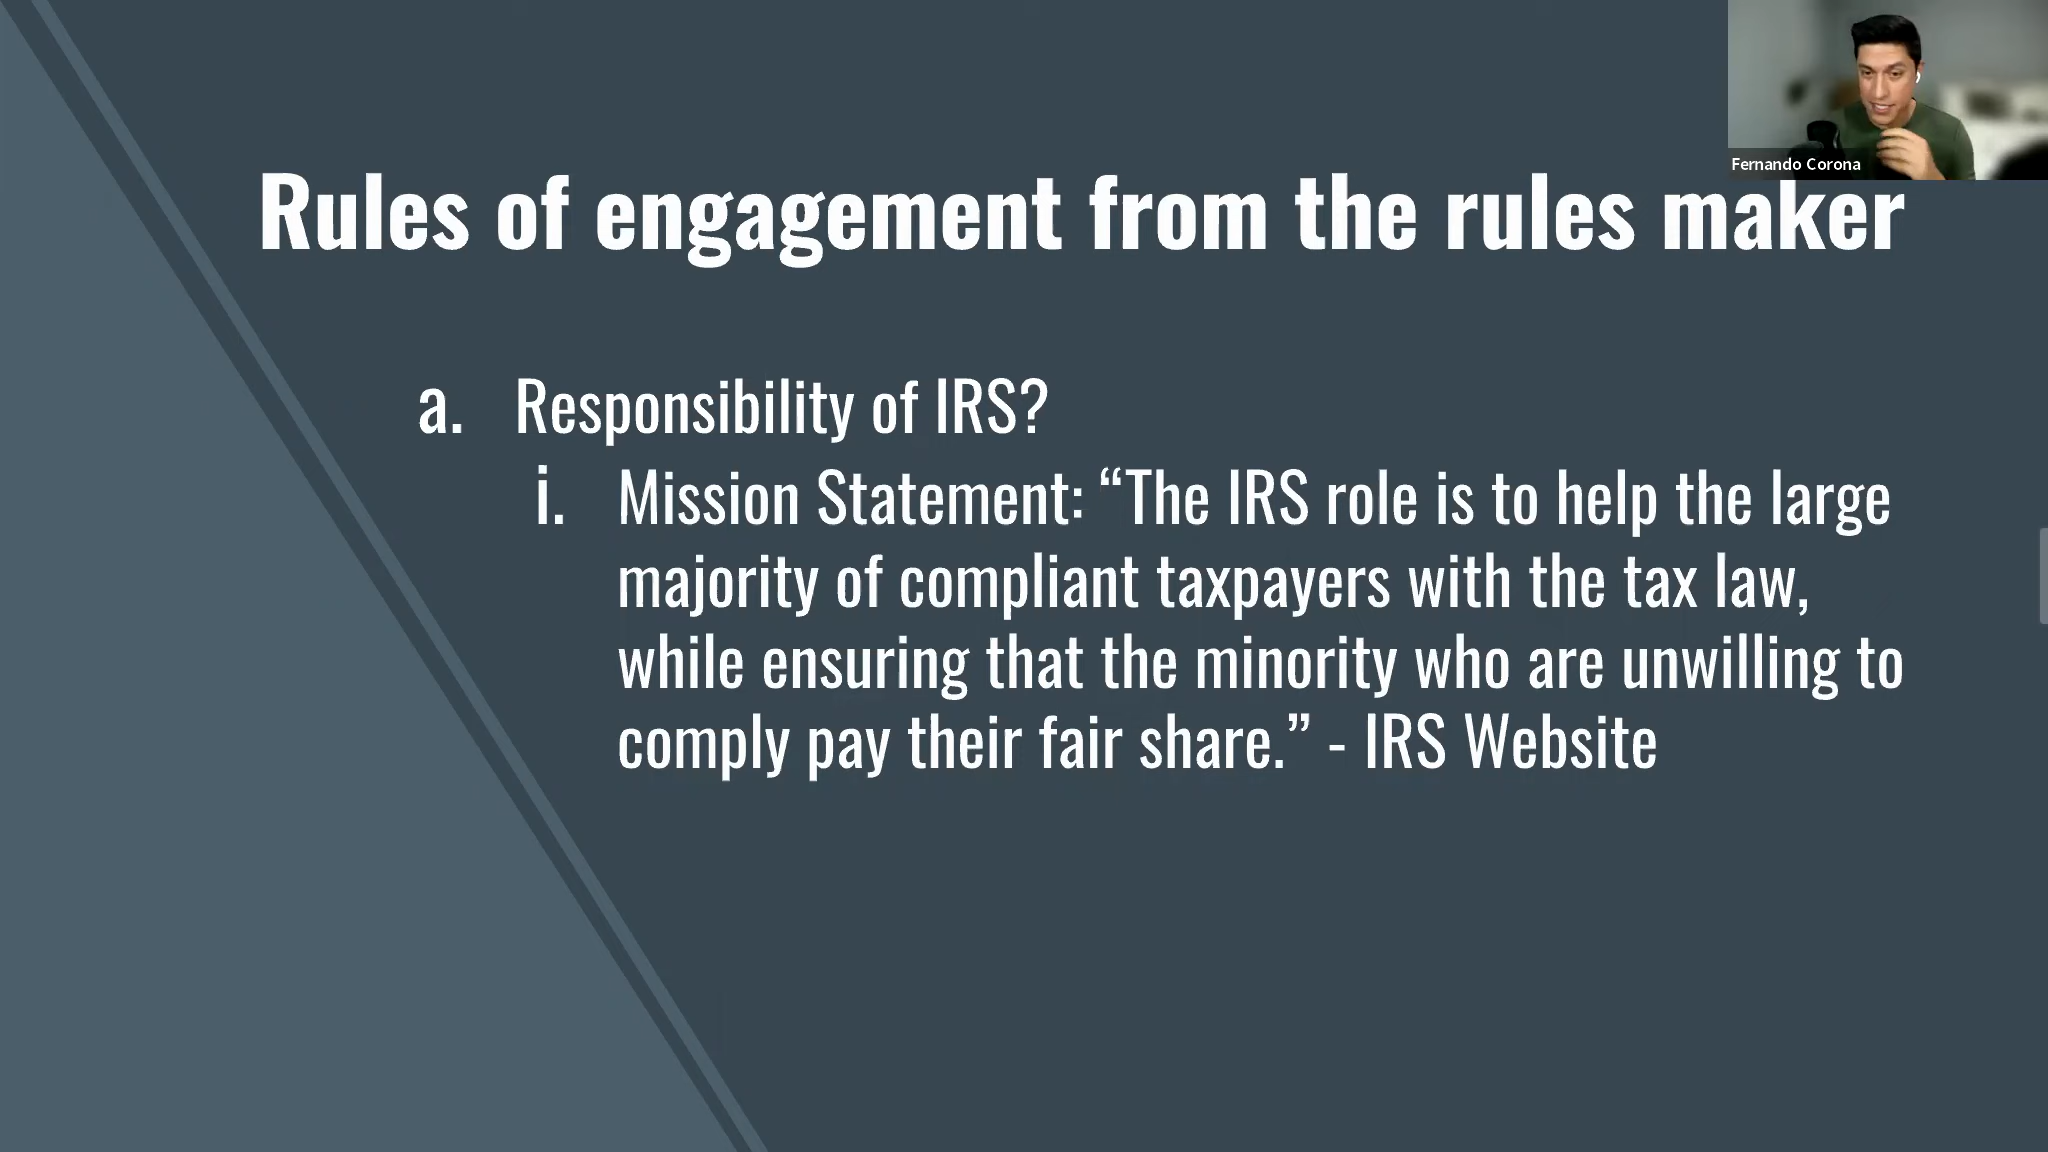 Fernando Corona
Rules of engagement from the rules maker
a. Responsibility of IRS?
i. Mission Statement: “The IRS role is to help the large
majority of compliant taxpayers with the tax law,
while ensuring that the minority who are unwilling to
comply pay their fair share.” - IRS Website